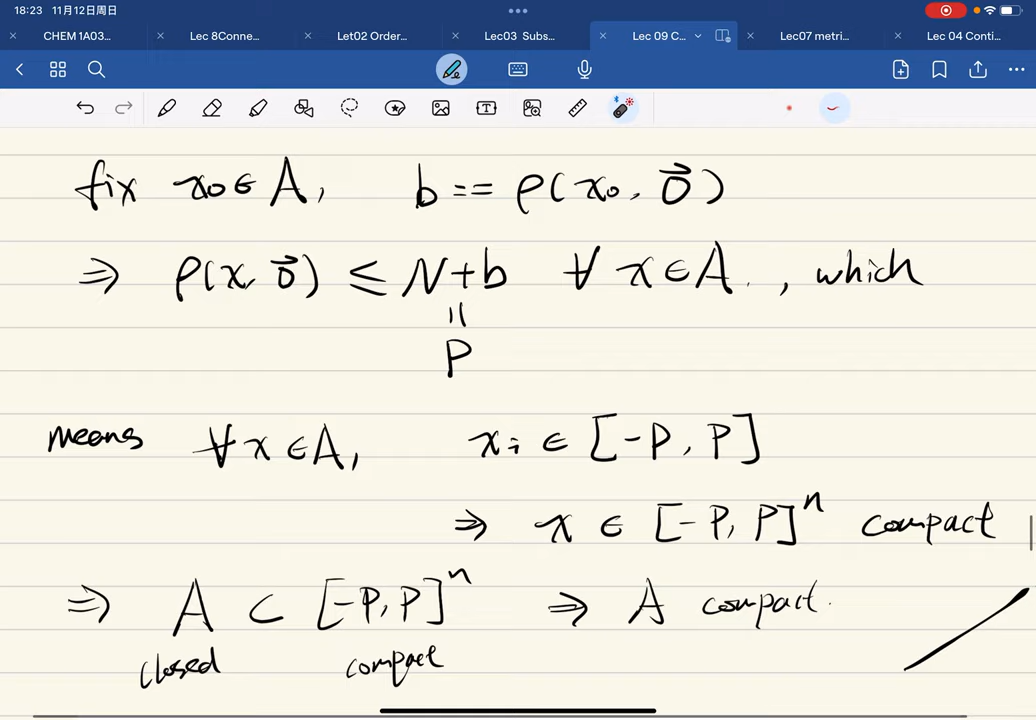 18:23 11月12日周日
CHEM 1A03... Lec 8Conne... Let02 Order... Lec03 Subs... Lec 09 C... Lec07 metri... Lec 04 Conti...
fix x₀ ∈ A, b == ρ(x₀, 0⃗)
⇒ ρ(x, 0⃗) ≤ N+b ∀ x ∈ A., which
॥
P
means ∀ x ∈ A, xᵢ ∈ [-P, P]
⇒ x ∈ [-P, P]ⁿ compact
⇒ A ⊂ [-P, P]ⁿ ⇒ A compact.
closed compact